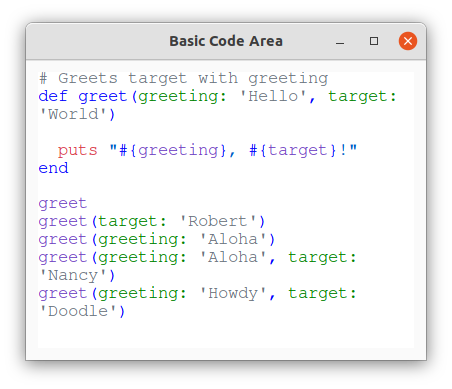 Basic Code Area
# Greets target with greeting
def greet(greeting: 'Hello', target:
'World')
  puts "#{greeting}, #{target}!"
end
greet
greet(target: 'Robert')
greet(greeting: 'Aloha')
greet(greeting: 'Aloha', target:
'Nancy')
greet(greeting: 'Howdy', target:
'Doodle')